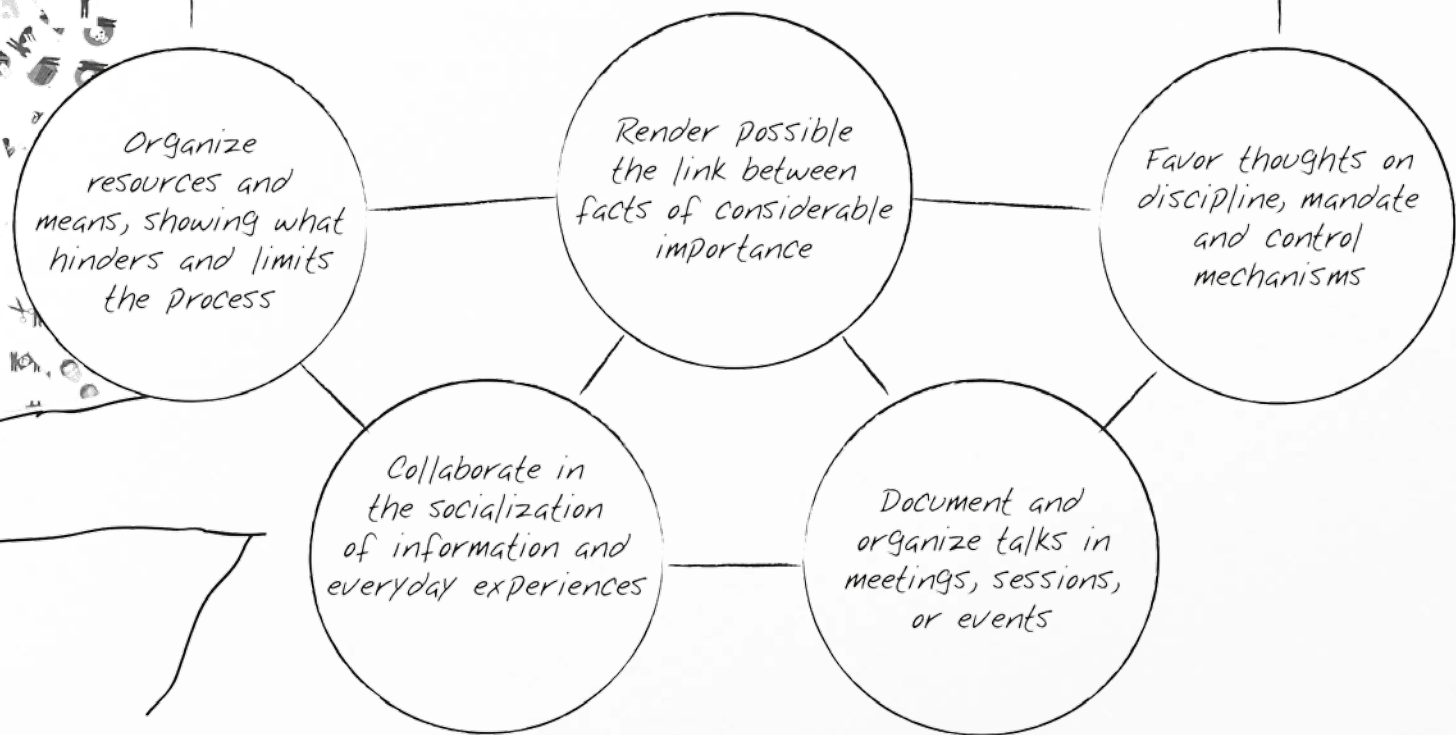 Organize
resources and
means, showing what
hinders and limits
the process
Render possible
the link between
facts of considerable
importance
Favor thoughts on
discipline, mandate
and control
mechanisms
Collaborate in
the socialization
of information and
everyday experiences
Document and
organize talks in
meetings, sessions,
or events